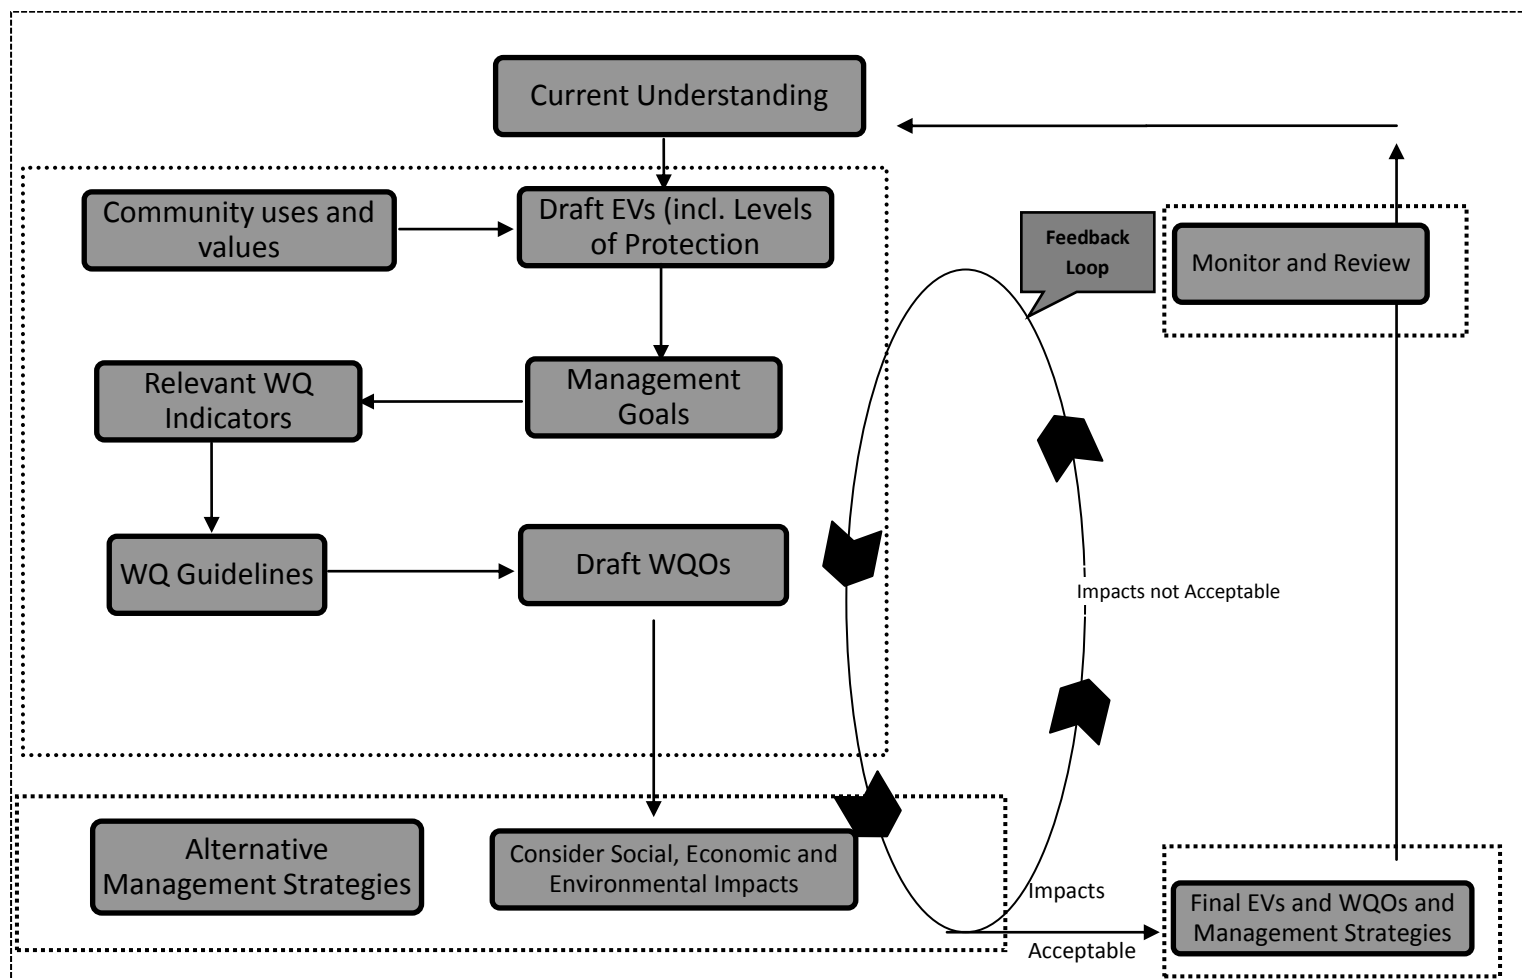 Current Understanding
Community uses and
values
Draft EVs (incl. Levels
of Protection
Feedback
Loop
Monitor and Review
Relevant WQ
Indicators
Management
Goals
WQ Guidelines
Draft WQOs
Impacts not Acceptable
Alternative
Management Strategies
Consider Social, Economic and
Environmental Impacts
Impacts
Acceptable
Final EVs and WQOs and
Management Strategies